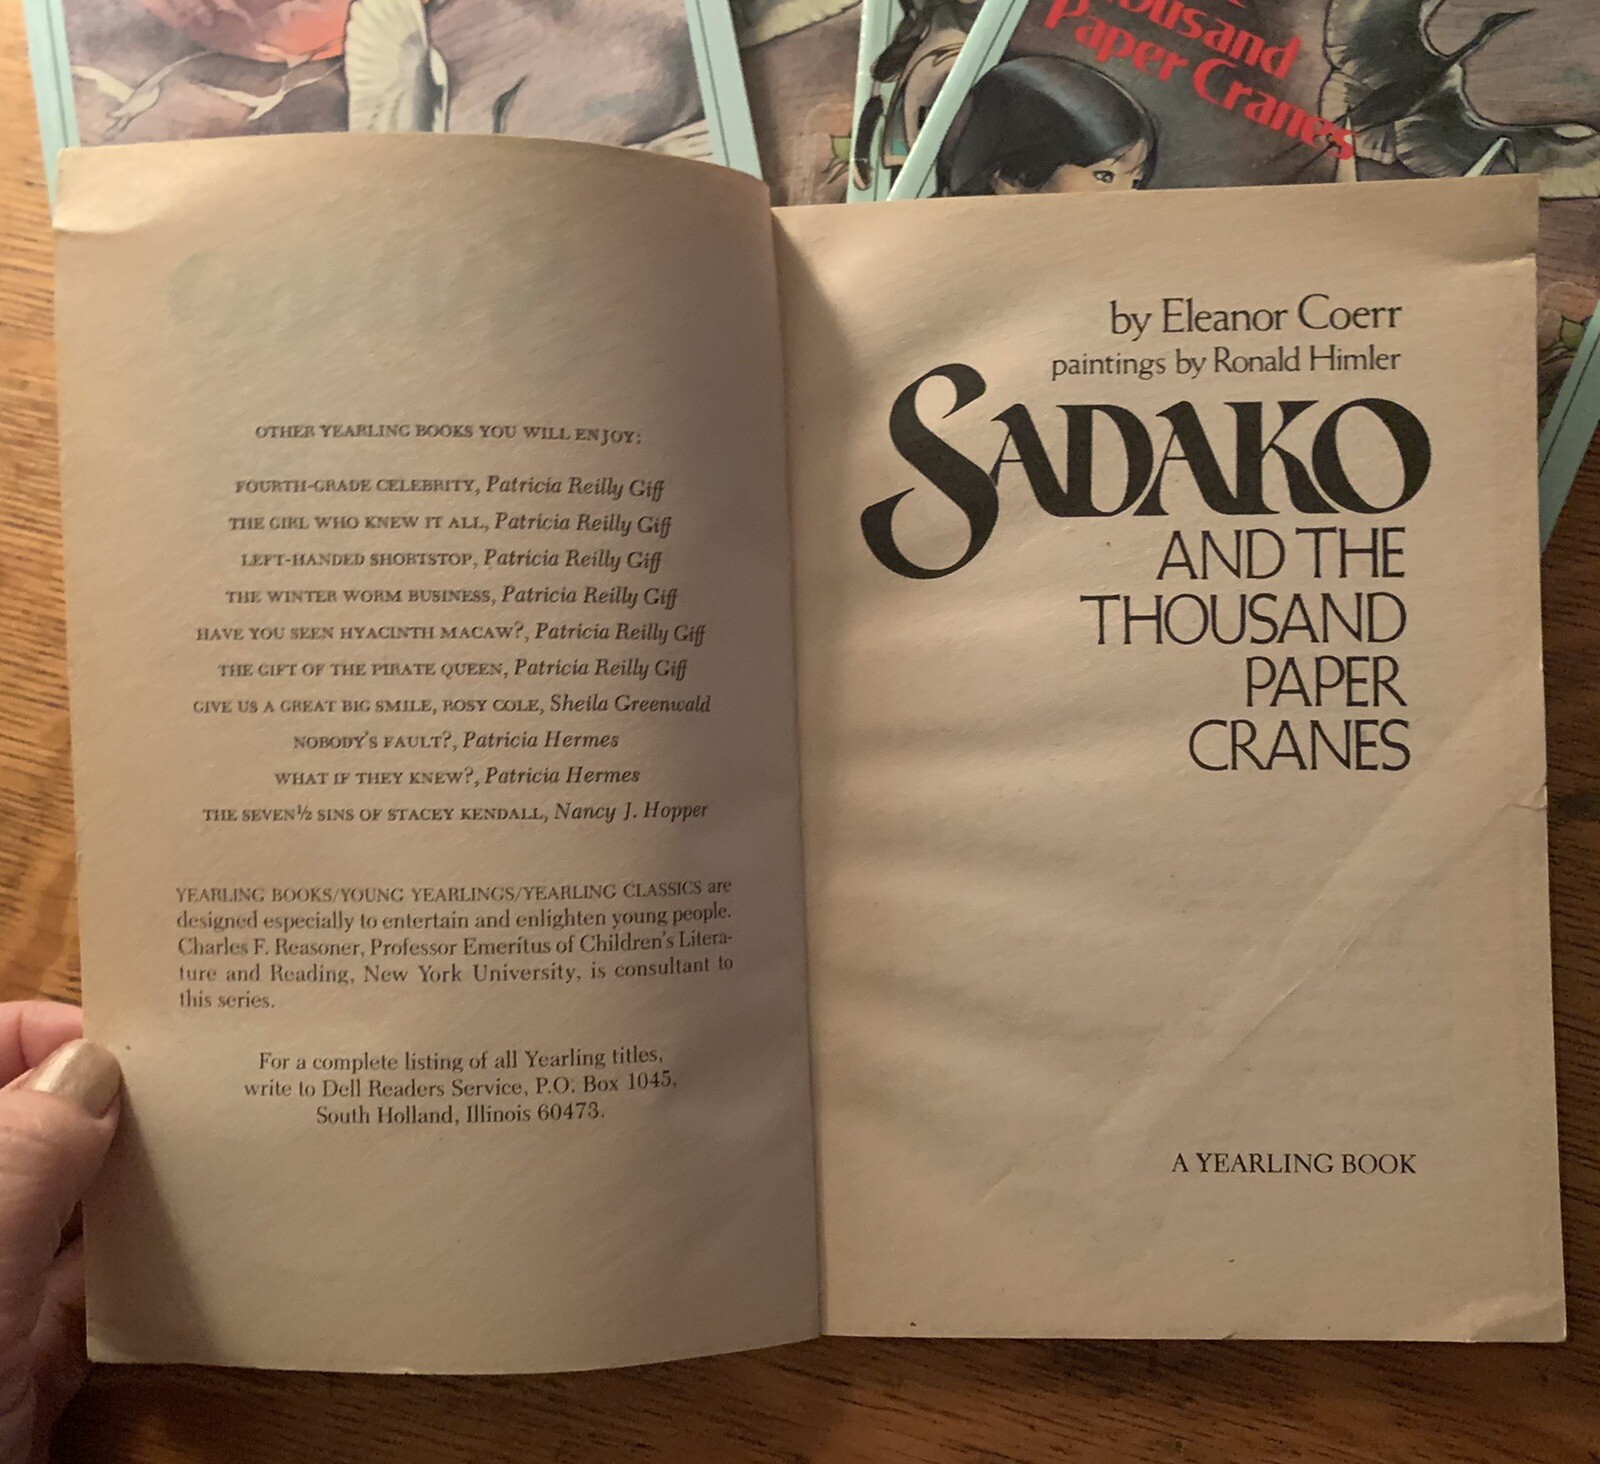 housand
Paper Cranes
OTHER YEARLING BOOKS YOU WILL ENJOY:
FOURTH-GRADE CELEBRITY, Patricia Reilly Giff
THE GIRL WHO KNEW IT ALL, Patricia Reilly Giff
LEFT-HANDED SHORTSTOP, Patricia Reilly Giff
THE WINTER WORM BUSINESS, Patricia Reilly Giff
HAVE YOU SEEN HYACINTH MACAW?, Patricia Reilly Giff
THE GIFT OF THE PIRATE QUEEN, Patricia Reilly Giff
GIVE US A GREAT BIG SMILE, ROSY COLE, Sheila Greenwald
NOBODY'S FAULT?, Patricia Hermes
WHAT IF THEY KNEW?, Patricia Hermes
THE SEVEN½ SINS OF STACEY KENDALL, Nancy J. Hopper
YEARLING BOOKS/YOUNG YEARLINGS/YEARLING CLASSICS are
designed especially to entertain and enlighten young people.
Charles F. Reasoner, Professor Emeritus of Children's Litera-
ture and Reading, New York University, is consultant to
this series.
For a complete listing of all Yearling titles,
write to Dell Readers Service, P.O. Box 1045,
South Holland, Illinois 60473.
by Eleanor Coerr
paintings by Ronald Himler
SADAKO
AND THE
THOUSAND
PAPER
CRANES
A YEARLING BOOK